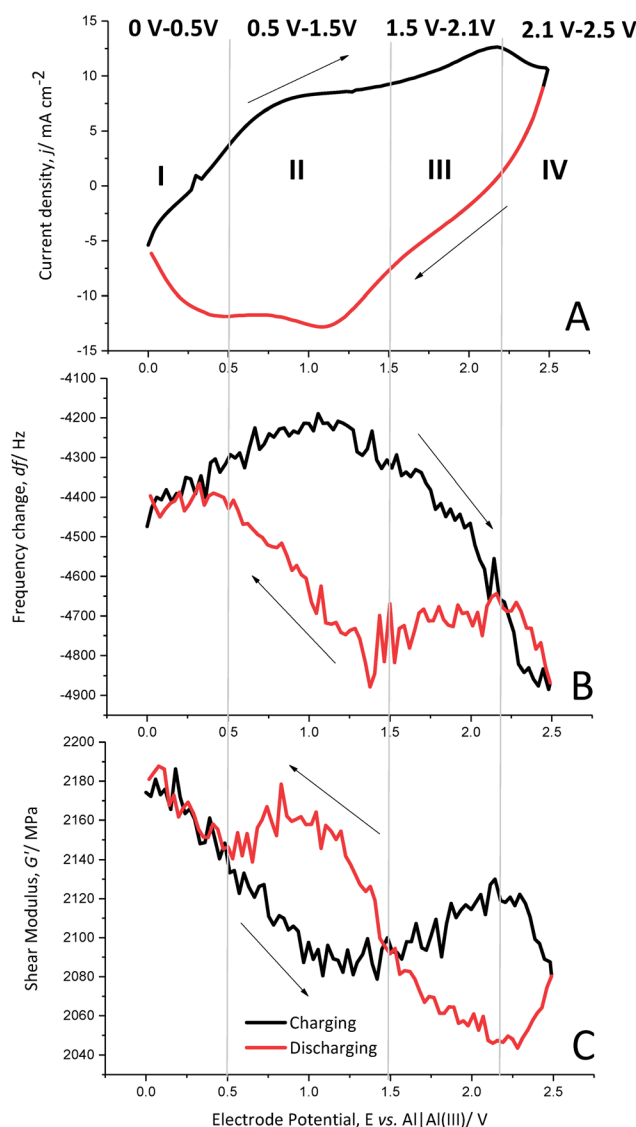 0 V-0.5V 0.5 V-1.5V 1.5 V-2.1V 2.1 V-2.5 V
Current density, j/ mA cm-2
15
10
5
0
-5
-10
-15
I II III IV
A
0.0 0.5 1.0 1.5 2.0 2.5
Frequency change, df/ Hz
-4100
-4200
-4300
-4400
-4500
-4600
-4700
-4800
-4900
B
0.0 0.5 1.0 1.5 2.0 2.5
Shear Modulus, G'/ MPa
2200
2180
2160
2140
2120
2100
2080
2060
2040
Charging
Discharging
C
0.0 0.5 1.0 1.5 2.0 2.5
Electrode Potential, E vs. Al|Al(III)/ V